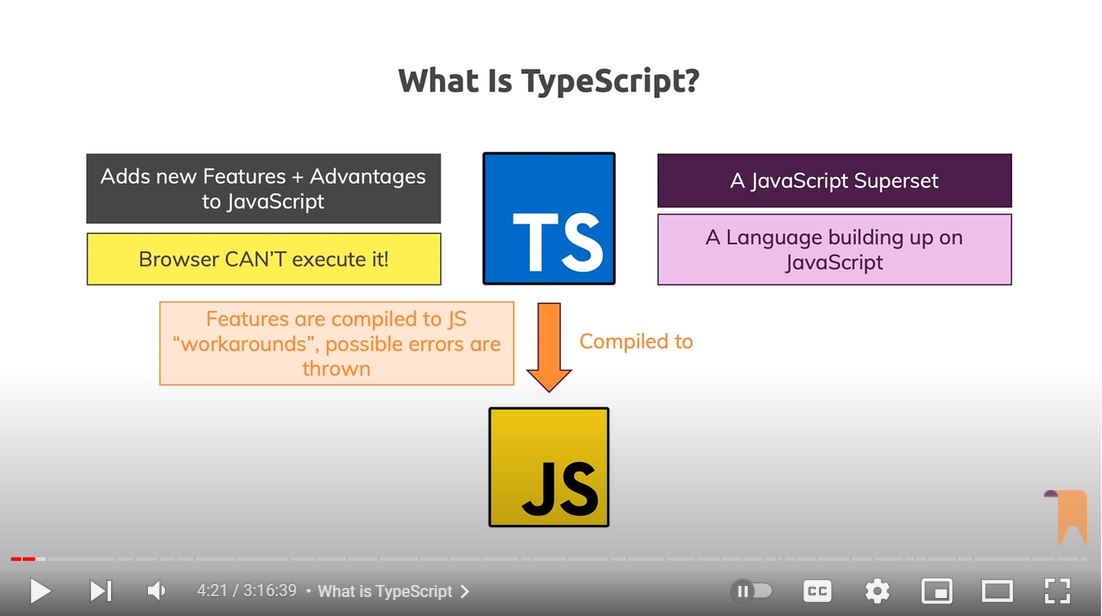 What Is TypeScript?
Adds new Features + Advantages
to JavaScript
Browser CAN'T execute it!
TS
A JavaScript Superset
A Language building up on
JavaScript
Features are compiled to JS
“workarounds”, possible errors are
thrown
Compiled to
JS
4:21 / 3:16:39 • What is TypeScript
CC